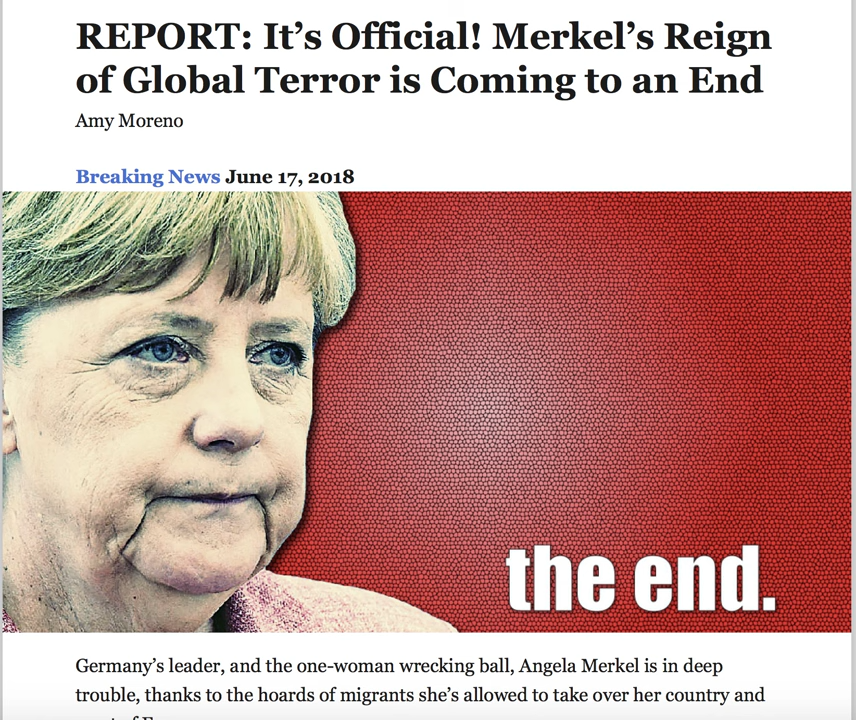 REPORT: It’s Official! Merkel’s Reign
of Global Terror is Coming to an End
Amy Moreno
Breaking News June 17, 2018
the end.
Germany’s leader, and the one-woman wrecking ball, Angela Merkel is in deep
trouble, thanks to the hoards of migrants she’s allowed to take over her country and